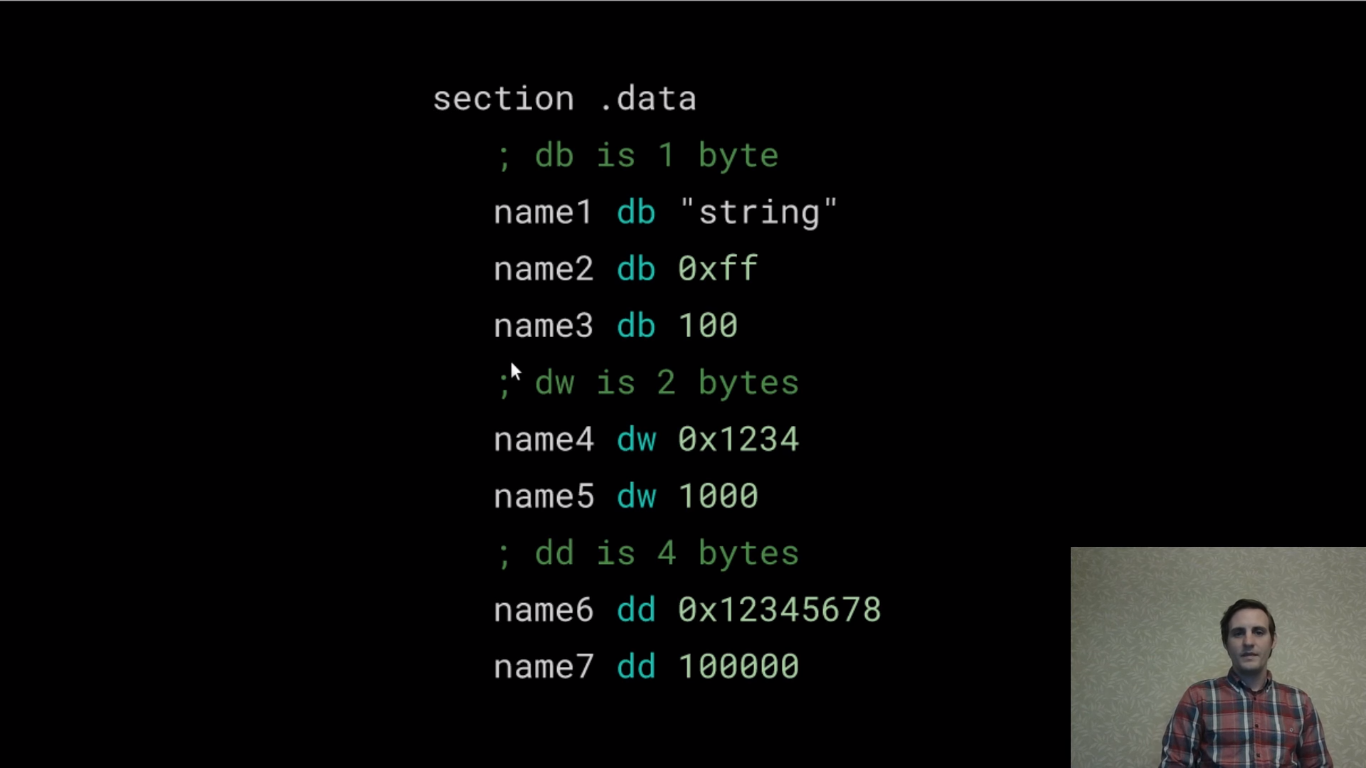 section .data
; db is 1 byte
name1 db "string"
name2 db 0xff
name3 db 100
; dw is 2 bytes
name4 dw 0x1234
name5 dw 1000
; dd is 4 bytes
name6 dd 0x12345678
name7 dd 100000